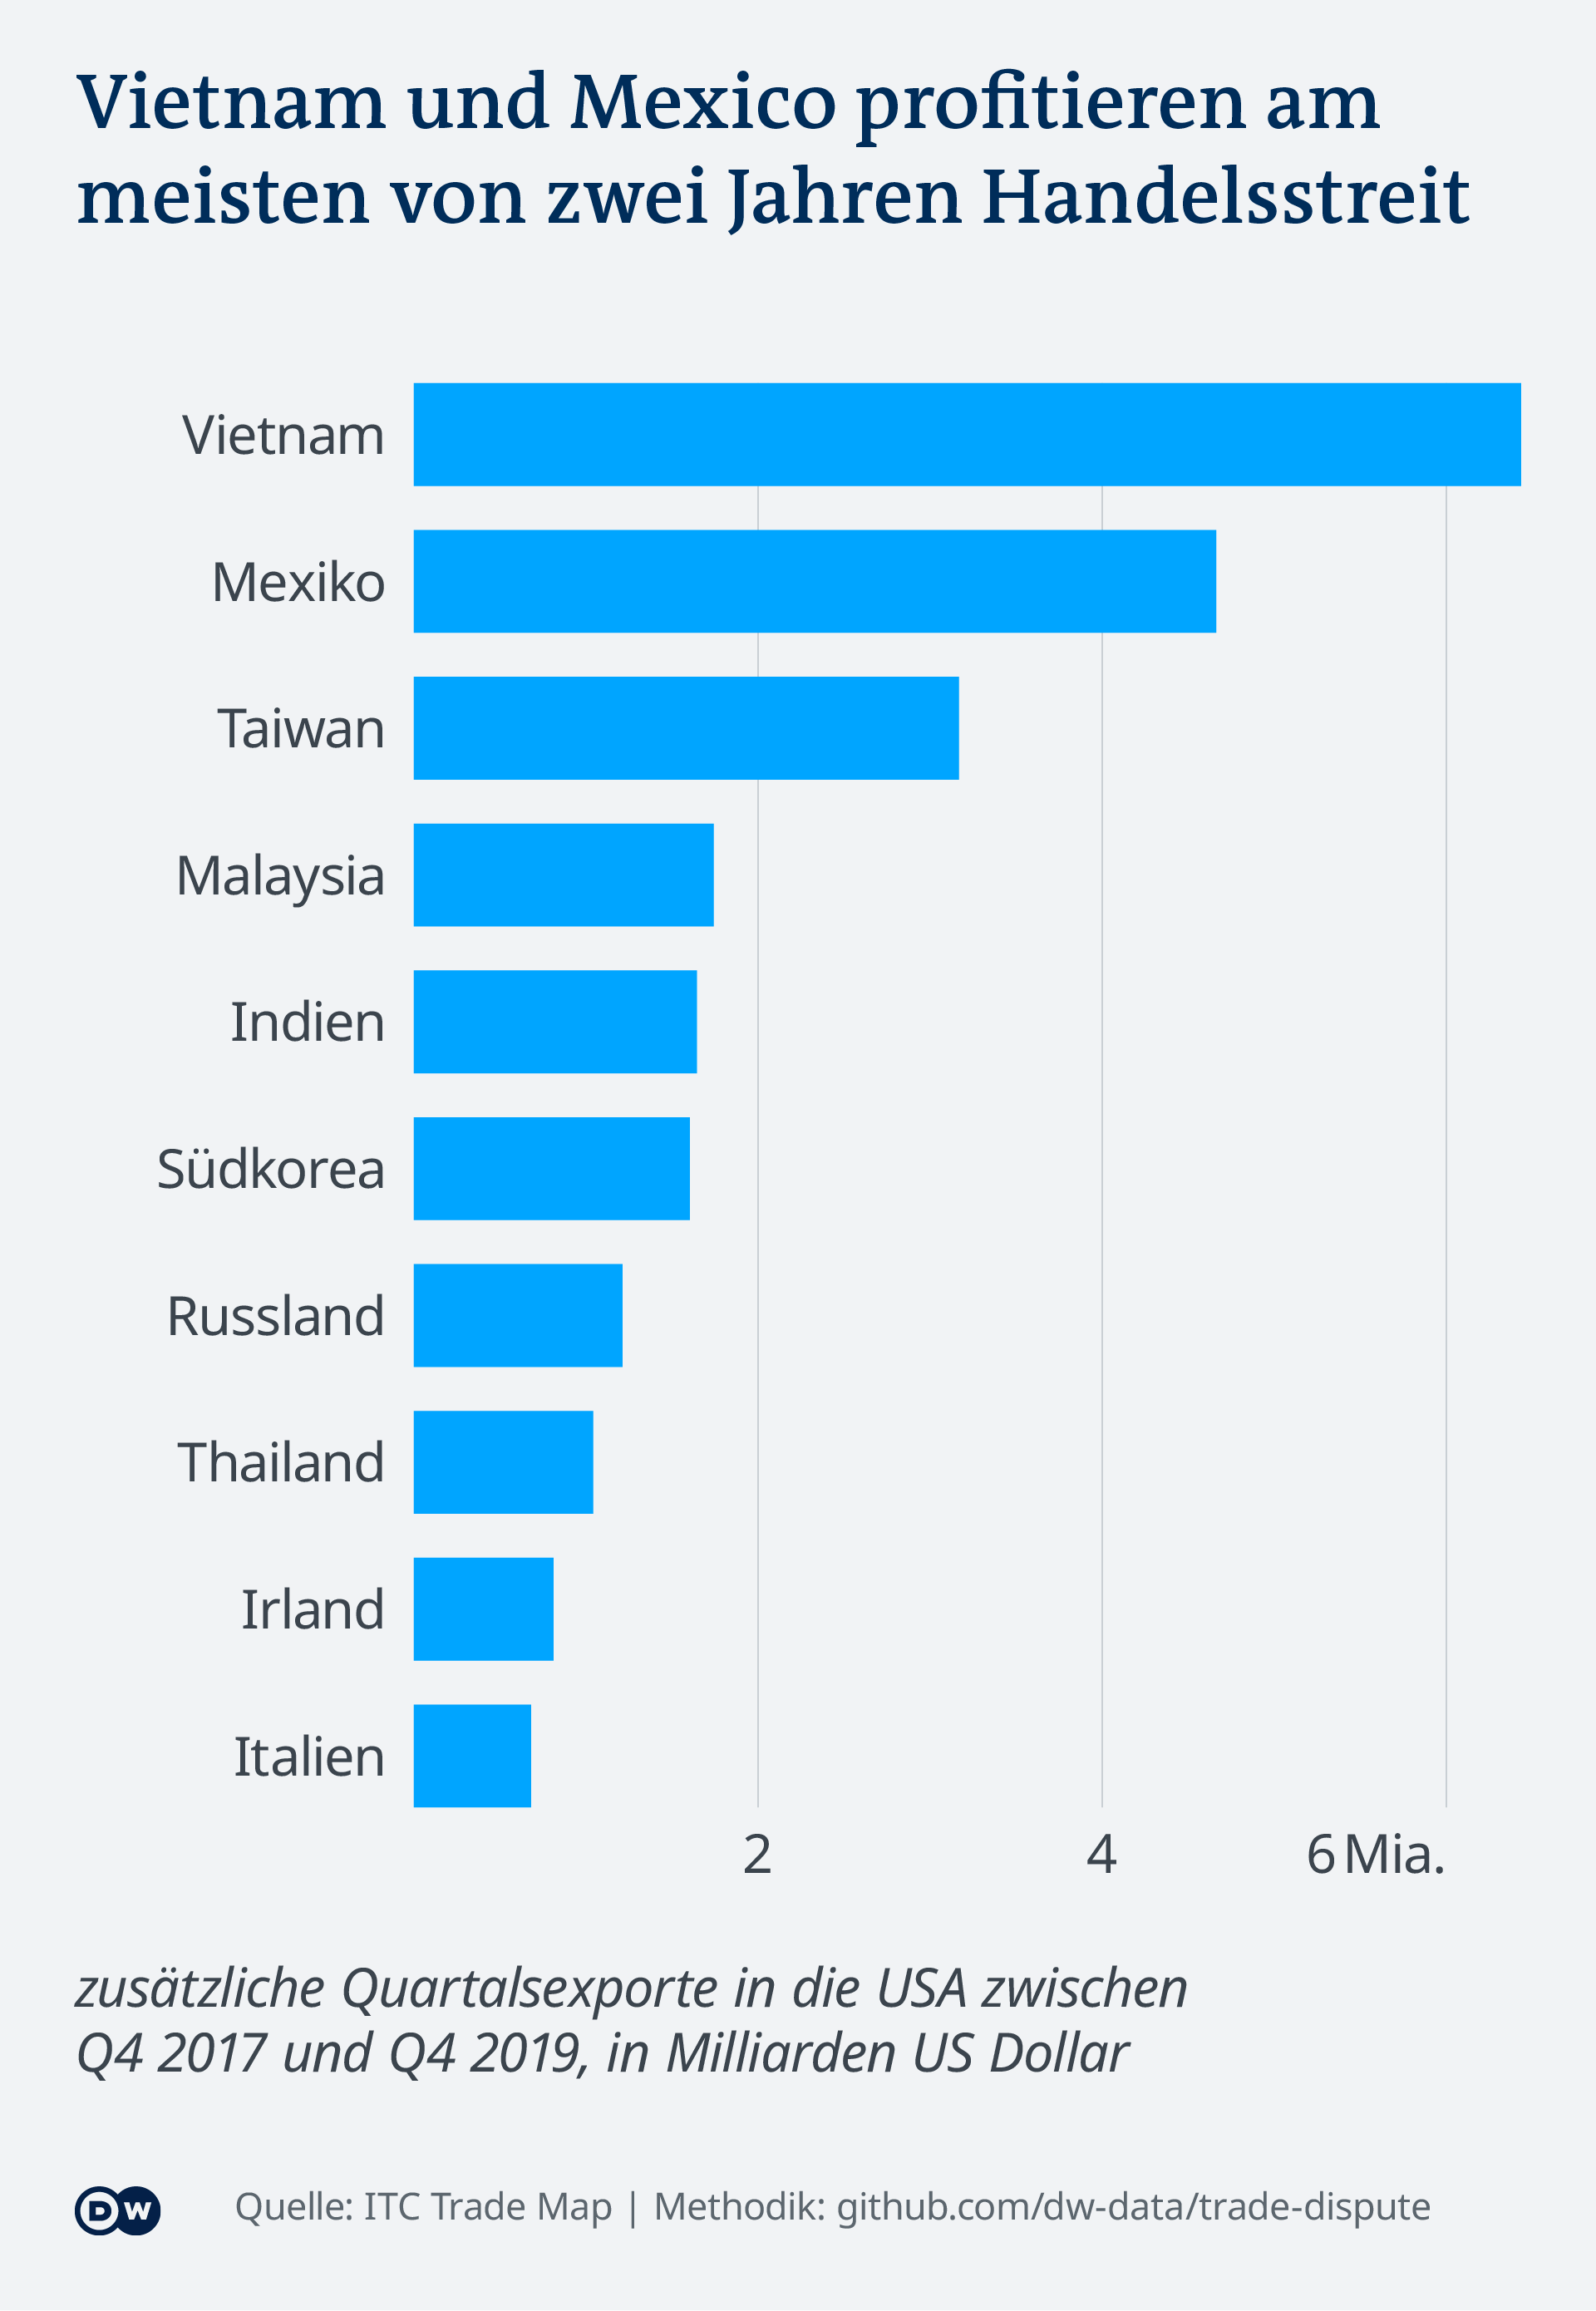 Vietnam und Mexico profitieren am
meisten von zwei Jahren Handelsstreit
Vietnam
Mexiko
Taiwan
Malaysia
Indien
Südkorea
Russland
Thailand
Irland
Italien
2 4 6 Mia.
zusätzliche Quartalsexporte in die USA zwischen
Q4 2017 und Q4 2019, in Milliarden US Dollar
DW Quelle: ITC Trade Map | Methodik: github.com/dw-data/trade-dispute